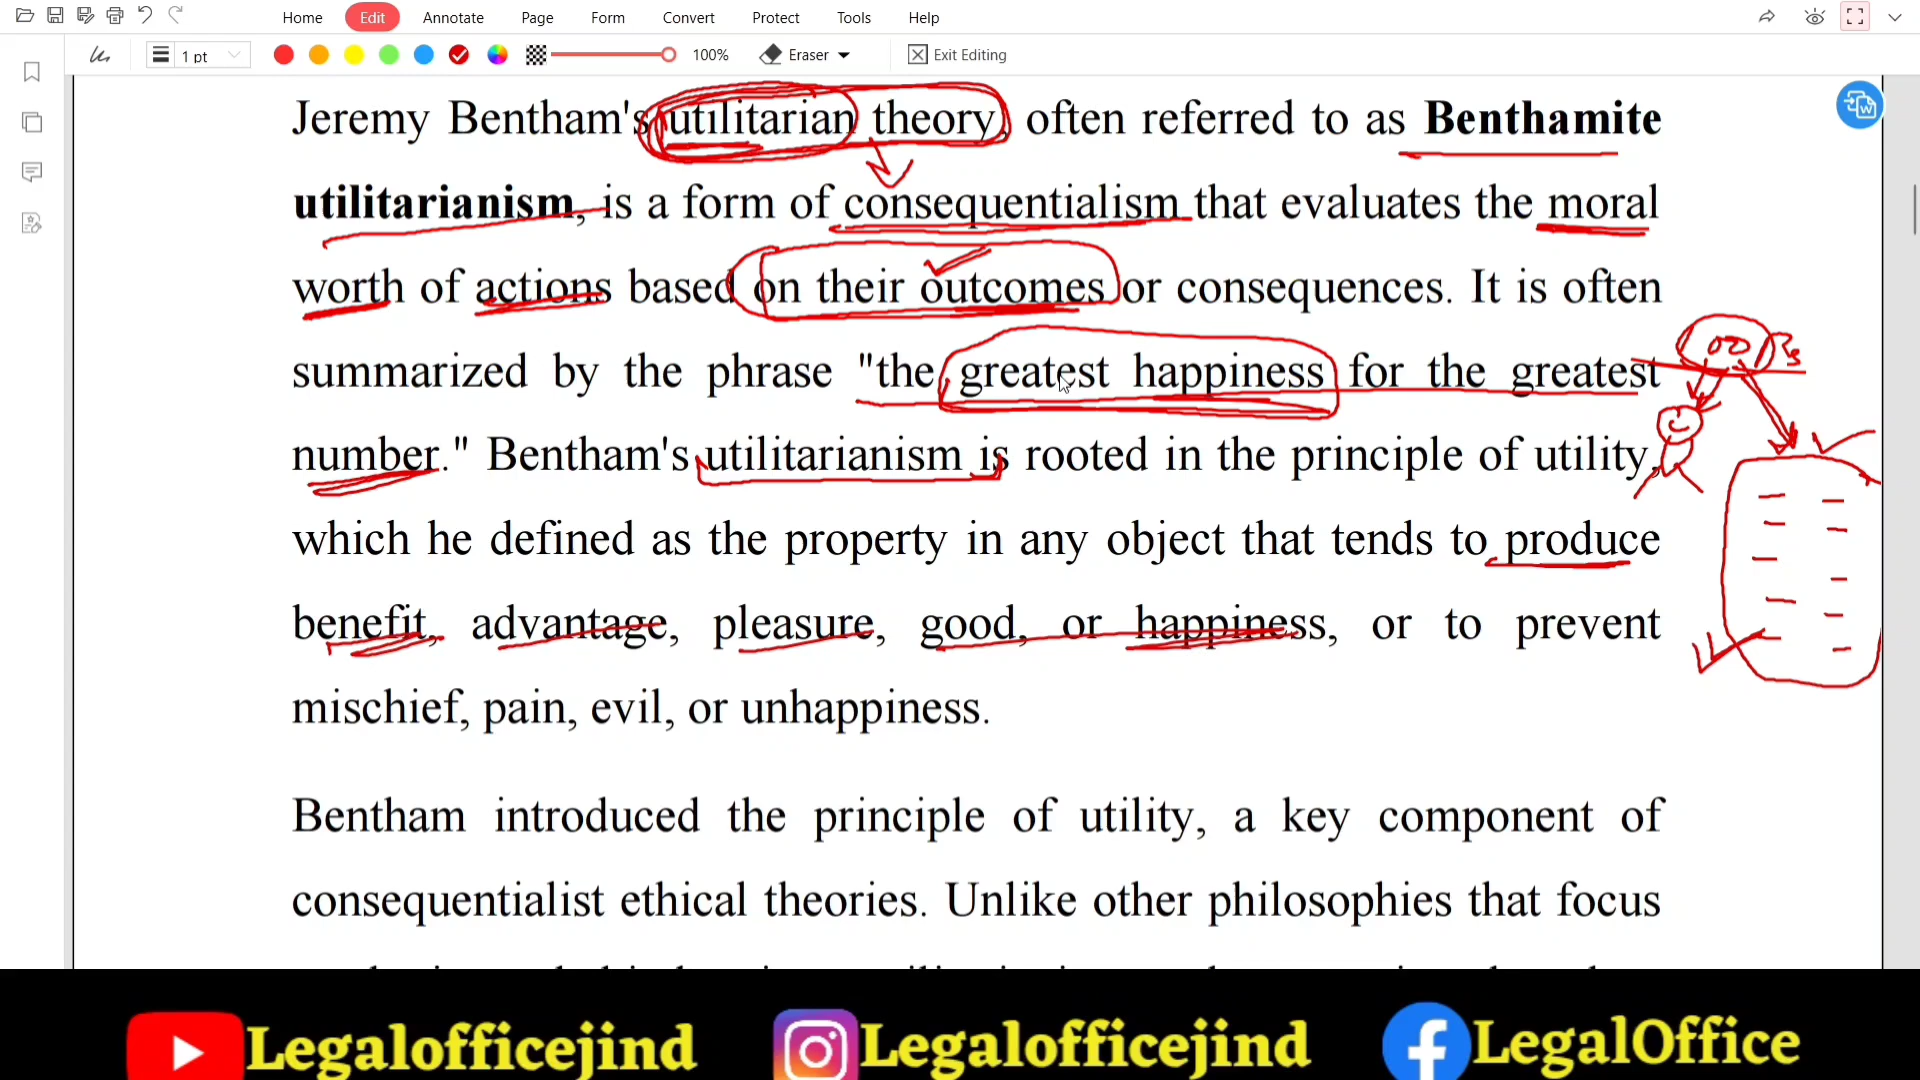 Home Edit Annotate Page Form Convert Protect Tools Help
1 pt 100% Eraser Exit Editing
Jeremy Bentham's utilitarian theory, often referred to as Benthamite
utilitarianism, is a form of consequentialism that evaluates the moral
worth of actions based on their outcomes or consequences. It is often
summarized by the phrase "the greatest happiness for the greatest
number." Bentham's utilitarianism is rooted in the principle of utility,
which he defined as the property in any object that tends to produce
benefit, advantage, pleasure, good, or happiness, or to prevent
mischief, pain, evil, or unhappiness.
Bentham introduced the principle of utility, a key component of
consequentialist ethical theories. Unlike other philosophies that focus
Legalofficejind Legalofficejind LegalOffice